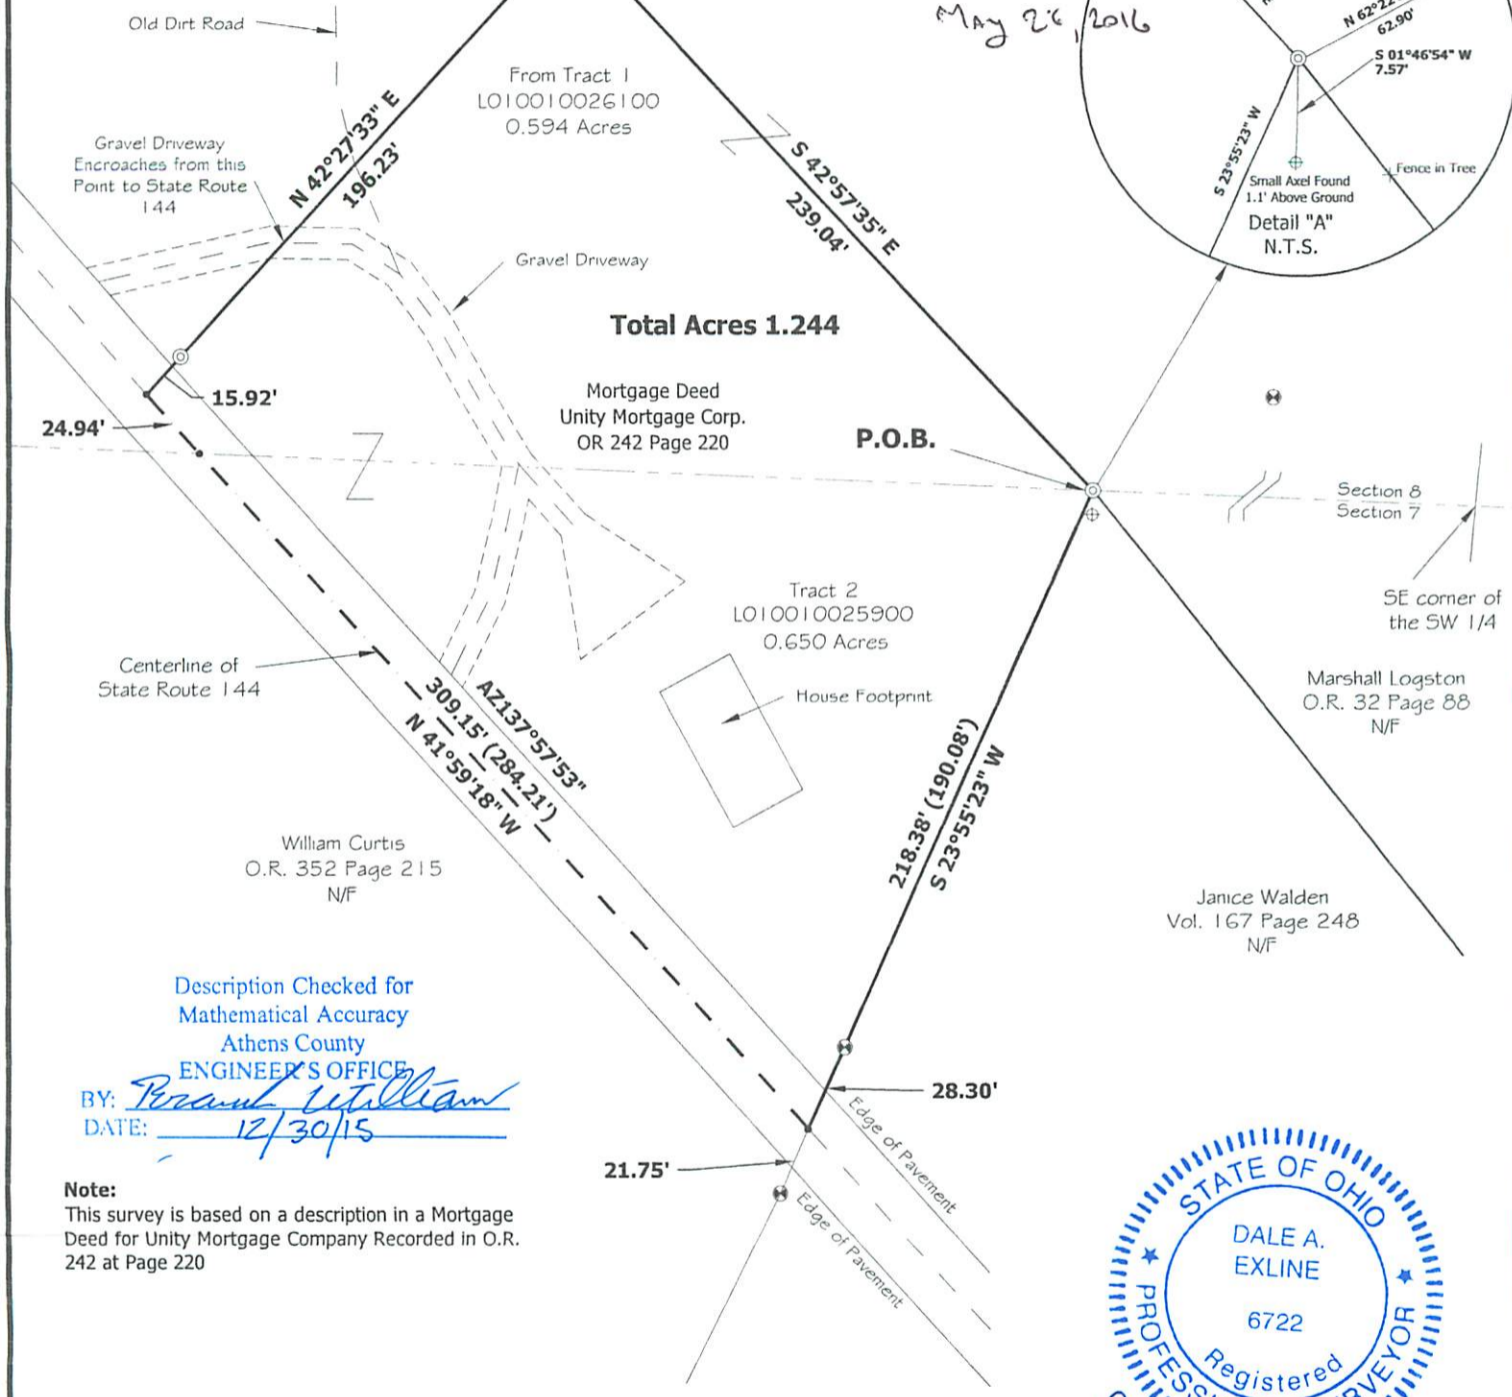 Old Dirt Road
From Tract 1
L010010026100
0.594 Acres
May 26, 2016
N 62°22'
62.90'
S 01°46'54" W
7.57'
S 23°55'23" W
Small Axel Found
1.1' Above Ground
Fence in Tree
Detail "A"
N.T.S.
N 42°27'33" E
196.23'
Gravel Driveway
Encroaches from this
Point to State Route
144
S 42°57'35" E
239.04'
Gravel Driveway
Total Acres 1.244
Mortgage Deed
Unity Mortgage Corp.
OR 242 Page 220
15.92'
24.94'
P.O.B.
Section 8
Section 7
SE corner of
the SW 1/4
Tract 2
L010010025900
0.650 Acres
House Footprint
Centerline of
State Route 144
AZ137°57'53"
309.15' (284.21')
N 41°59'18" W
218.38' (190.08')
S 23°55'23" W
Marshall Logston
O.R. 32 Page 88
N/F
William Curtis
O.R. 352 Page 215
N/F
Janice Walden
Vol. 167 Page 248
N/F
Description Checked for
Mathematical Accuracy
Athens County
ENGINEER'S OFFICE
BY:
DATE: 12/30/15
28.30'
21.75'
Edge of Pavement
Edge of Pavement
Note:
This survey is based on a description in a Mortgage
Deed for Unity Mortgage Company Recorded in O.R.
242 at Page 220
STATE OF OHIO
DALE A.
EXLINE
6722
Registered